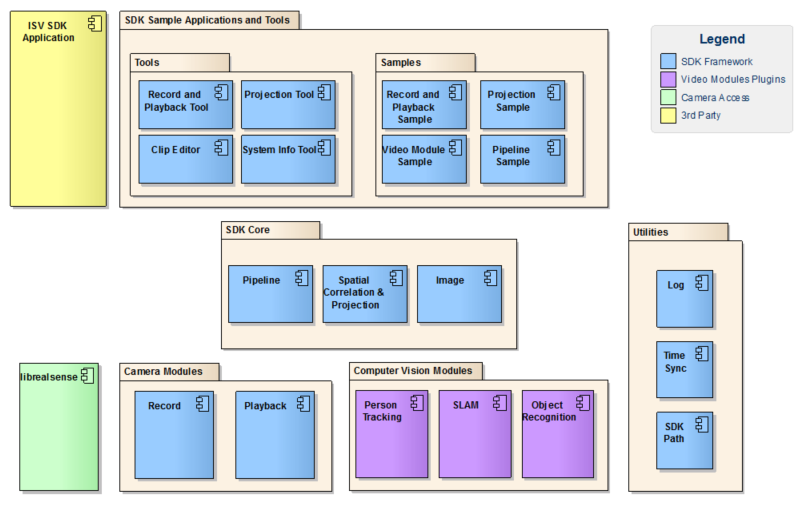 ISV SDK
Application
SDK Sample Applications and Tools
Tools
Record and
Playback Tool
Projection Tool
Clip Editor
System Info Tool
Samples
Record and
Playback
Sample
Projection
Sample
Video Module
Sample
Pipeline
Sample
Legend
SDK Framework
Video Modules Plugins
Camera Access
3rd Party
SDK Core
Pipeline
Spatial
Correlation &
Projection
Image
Utilities
Log
Time
Sync
SDK
Path
librealsense
Camera Modules
Record
Playback
Computer Vision Modules
Person
Tracking
SLAM
Object
Recognition